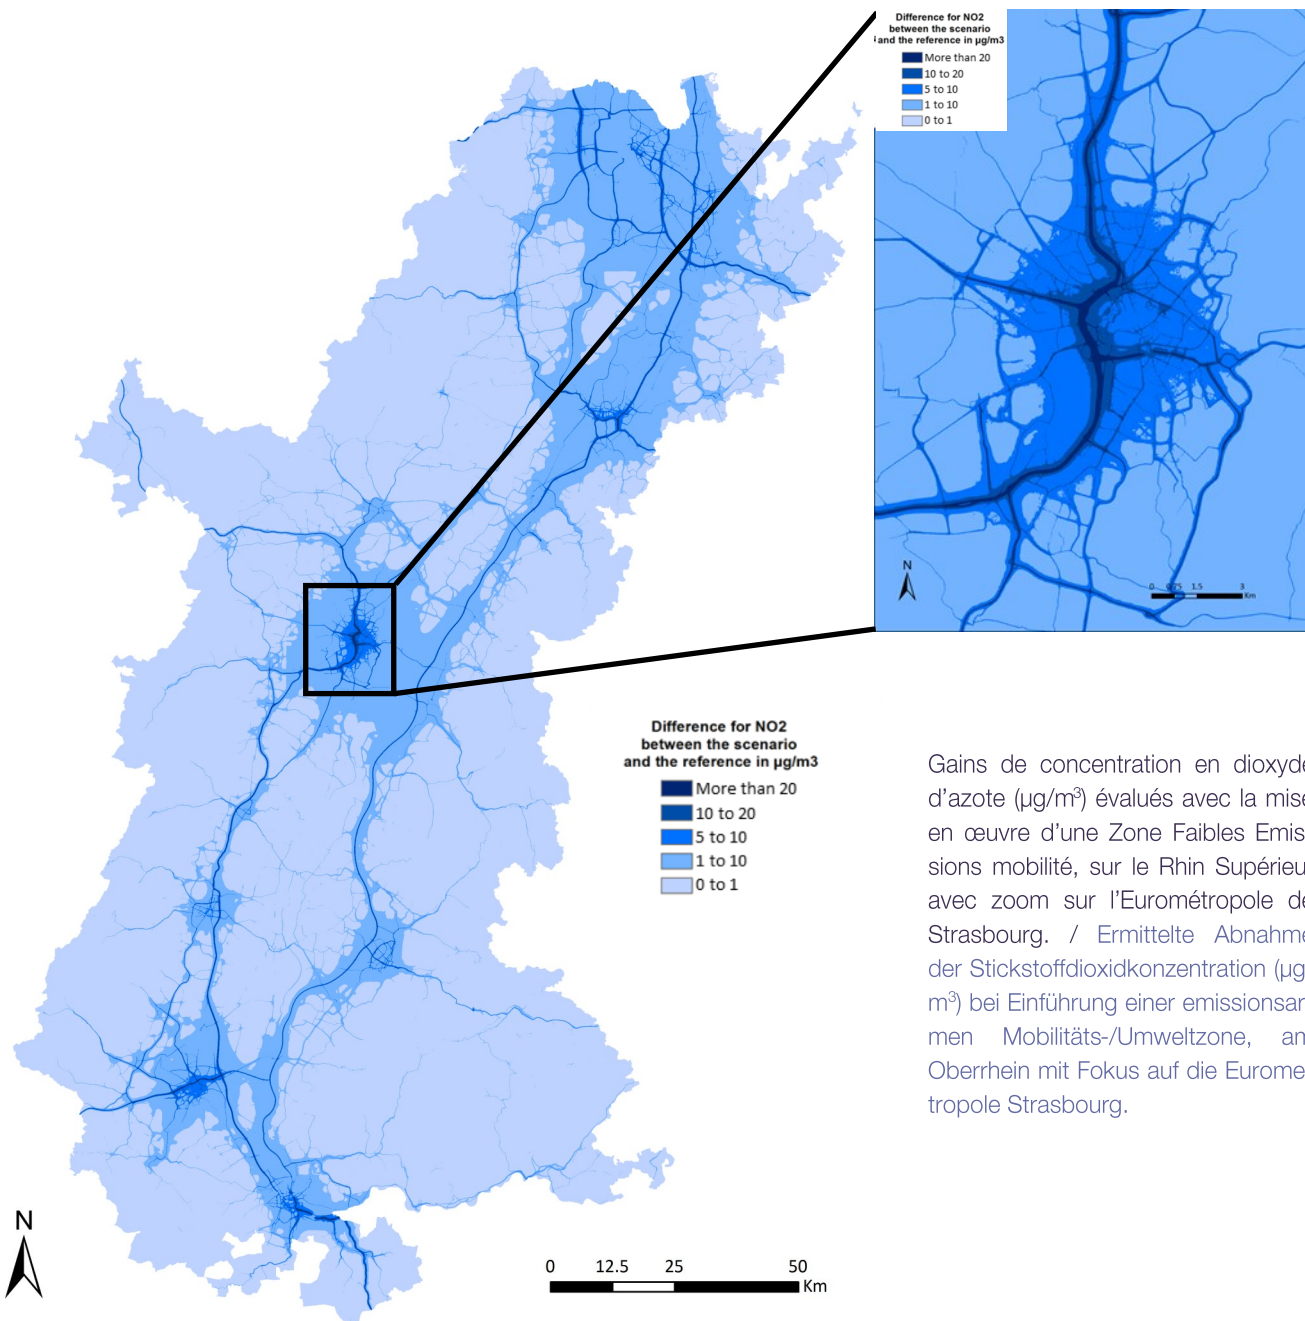 Difference for NO2
between the scenario
and the reference in µg/m3
More than 20
10 to 20
5 to 10
1 to 10
0 to 1
N
0 0.75 1.5 3
Km
Difference for NO2
between the scenario
and the reference in µg/m3
More than 20
10 to 20
5 to 10
1 to 10
0 to 1
Gains de concentration en dioxyde
d’azote (µg/m³) évalués avec la mise
en œuvre d’une Zone Faibles Emis-
sions mobilité, sur le Rhin Supérieur
avec zoom sur l’Eurométropole de
Strasbourg. / Ermittelte Abnahme
der Stickstoffdioxidkonzentration (µg/
m³) bei Einführung einer emissionsar-
men Mobilitäts-/Umweltzone, am
Oberrhein mit Fokus auf die Eurome-
tropole Strasbourg.
N
0 12.5 25 50
Km